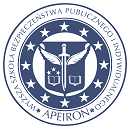 WYŻSZA SZKOŁA BEZPIECZEŃSTWA PUBLICZNEGO I INDYWIDUALNEGO
APEIRON